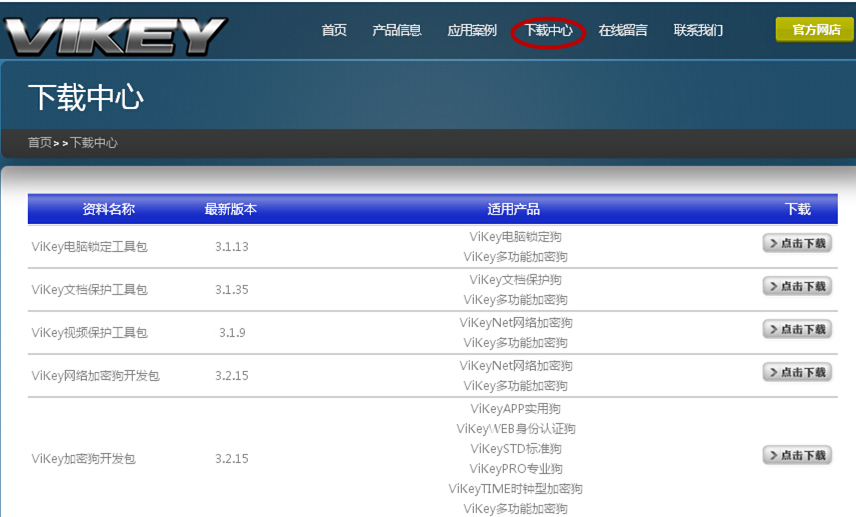 VIKEY
首页 产品信息 应用案例 下载中心 在线留言 联系我们 官方网店
下载中心
首页>>下载中心
资料名称 最新版本 适用产品 下载
ViKey电脑锁定工具包 3.1.13 ViKey电脑锁定狗 点击下载
ViKey多功能加密狗
ViKey文档保护工具包 3.1.35 ViKey文档保护狗 点击下载
ViKey多功能加密狗
ViKey视频保护工具包 3.1.9 ViKeyNet网络加密狗 点击下载
ViKey多功能加密狗
ViKey网络加密狗开发包 3.2.15 ViKeyNet网络加密狗 点击下载
ViKey多功能加密狗
ViKeyAPP实用狗
ViKeyWEB身份认证狗
ViKeySTD标准狗
ViKey加密狗开发包 3.2.15 点击下载
ViKeyPRO专业狗
ViKeyTIME时钟型加密狗
ViKey多功能加密狗